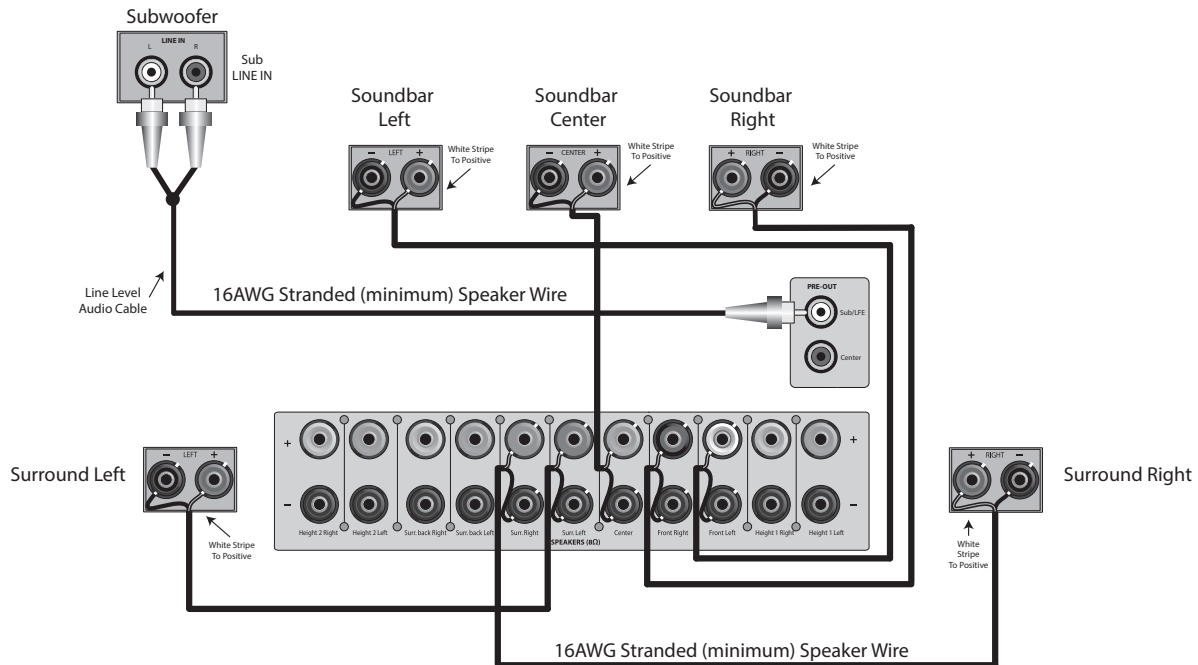 Subwoofer
LINE IN
L R
Sub
LINE IN
Soundbar
Left
− LEFT +
White Stripe
To Positive
Soundbar
Center
− CENTER +
White Stripe
To Positive
Soundbar
Right
+ RIGHT −
White Stripe
To Positive
Line Level
Audio Cable
16AWG Stranded (minimum) Speaker Wire
PRE-OUT
Sub/LFE
Center
Surround Left
− LEFT +
White Stripe
To Positive
+ +
− −
Height 2 Right Height 2 Left Surr. back Right Surr. back Left Surr. Right Surr. Left Center Front Right Front Left Height 1 Right Height 1 Left
SPEAKERS (8Ω)
+ RIGHT −
Surround Right
White
Stripe
To Positive
16AWG Stranded (minimum) Speaker Wire